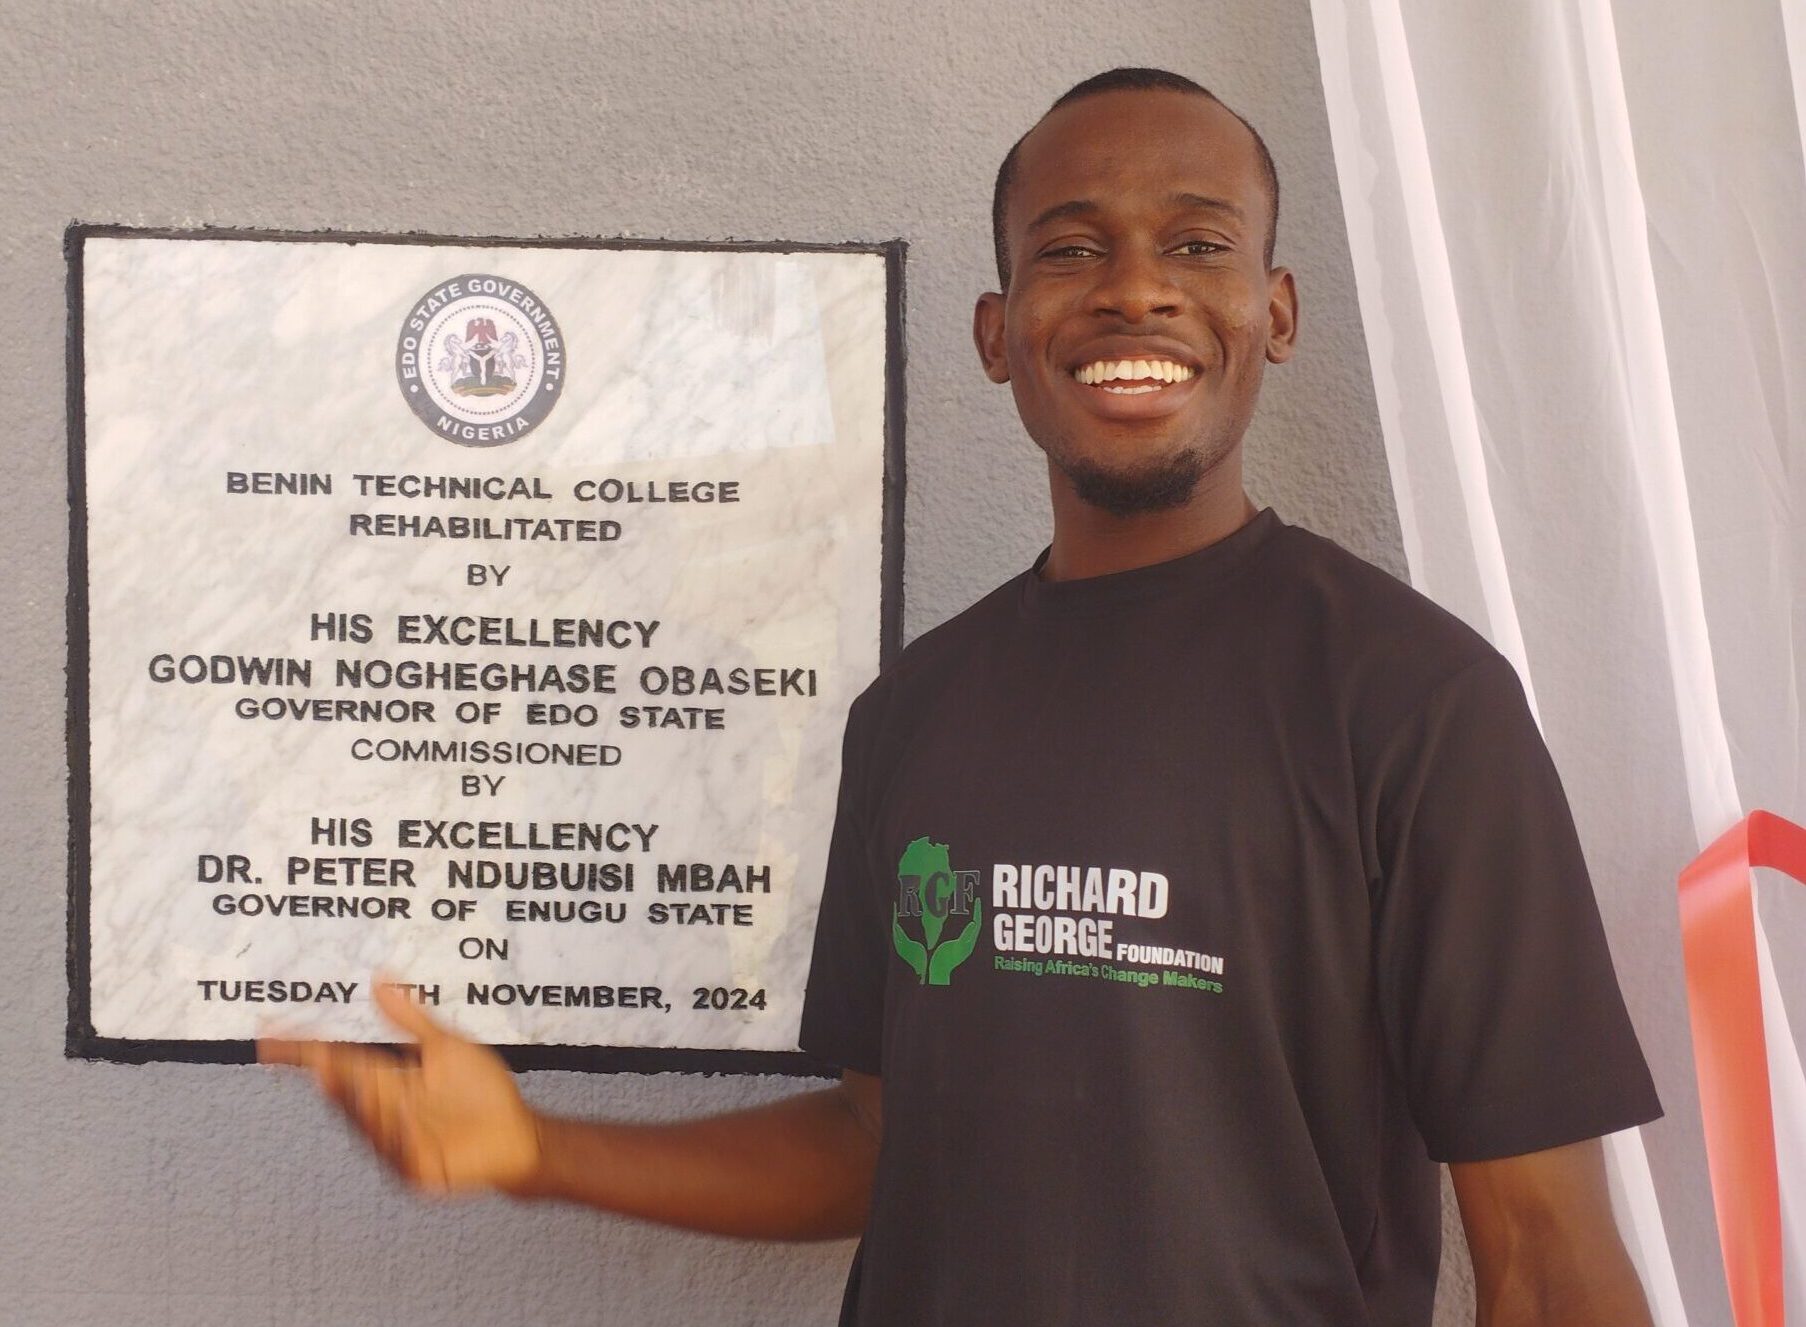 EDO STATE GOVERNMENT
NIGERIA
BENIN TECHNICAL COLLEGE
REHABILITATED
BY
HIS EXCELLENCY
GODWIN NOGHEGHASE OBASEKI
GOVERNOR OF EDO STATE
COMMISSIONED
BY
HIS EXCELLENCY
DR. PETER NDUBUISI MBAH
GOVERNOR OF ENUGU STATE
ON
TUESDAY TH NOVEMBER, 2024
RGF
RICHARD
GEORGE FOUNDATION
Raising Africa's Change Makers